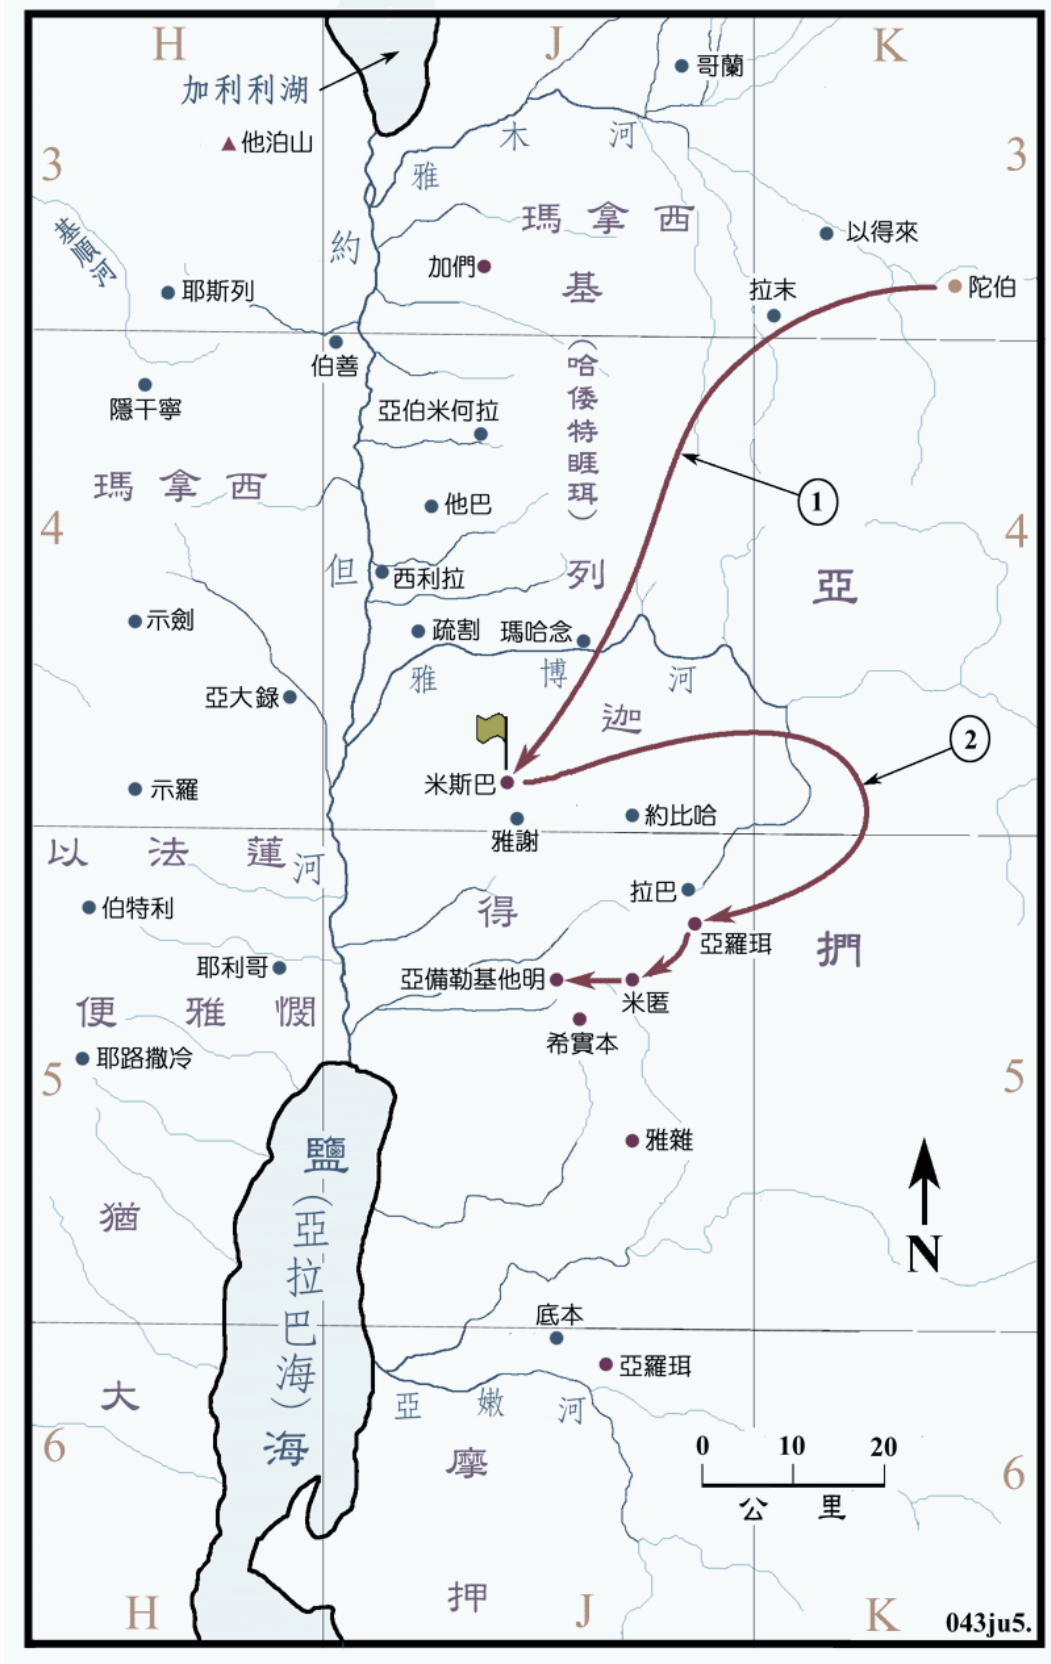 H
J
K
加利利湖
哥蘭
他泊山
雅木河
3
3
瑪拿西
基順河
約
以得來
加們
基
耶斯列
拉末
陀伯
伯善
(哈倭特睚珥)
隱干寧
亞伯米何拉
瑪拿西
1
他巴
4
4
但
西利拉
列
亞
示劍
疏割
瑪哈念
雅博河
亞大錄
迦
2
米斯巴
示羅
約比哈
雅謝
以法蓮
河
拉巴
伯特利
得
亞羅珥
捫
耶利哥
亞備勒基他明
米匿
便雅憫
希實本
耶路撒冷
5
5
雅雜
鹽
(亞拉巴海)
海
猶
N
底本
亞羅珥
大
亞嫩河
6
摩
0 10 20
公里
6
押
H
J
K
043ju5.